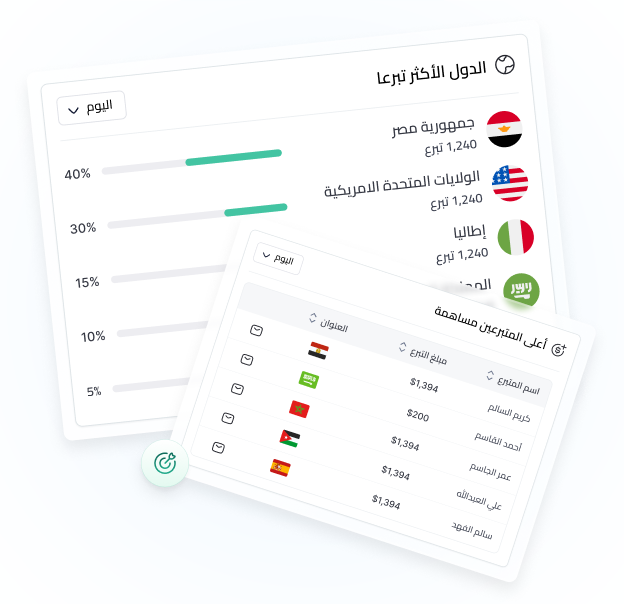 الدول الأكثر تبرعا
اليوم
جمهورية مصر
1,240 تبرع
40%
الولايات المتحدة الامريكية
1,240 تبرع
30%
إطاليا
1,240 تبرع
15%
10%
5%
أعلى المتبرعين مساهمة
اليوم
اسم المتبرع مبلغ التبرع العنوان
كريم السالم $1,394
أحمد القاسم $200
عمر الجاسم $1,394
علي العبدالله $1,394
سالم الفهد $1,394